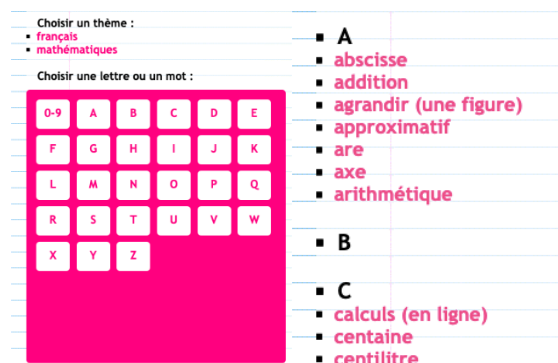 Choisir un thème :
français
mathématiques
Choisir une lettre ou un mot :
0-9 A B C D E
F G H I J K
L M N O P Q
R S T U V W
X Y Z
A
abscisse
addition
agrandir (une figure)
approximatif
are
axe
arithmétique
B
C
calculs (en ligne)
centaine
centilitre